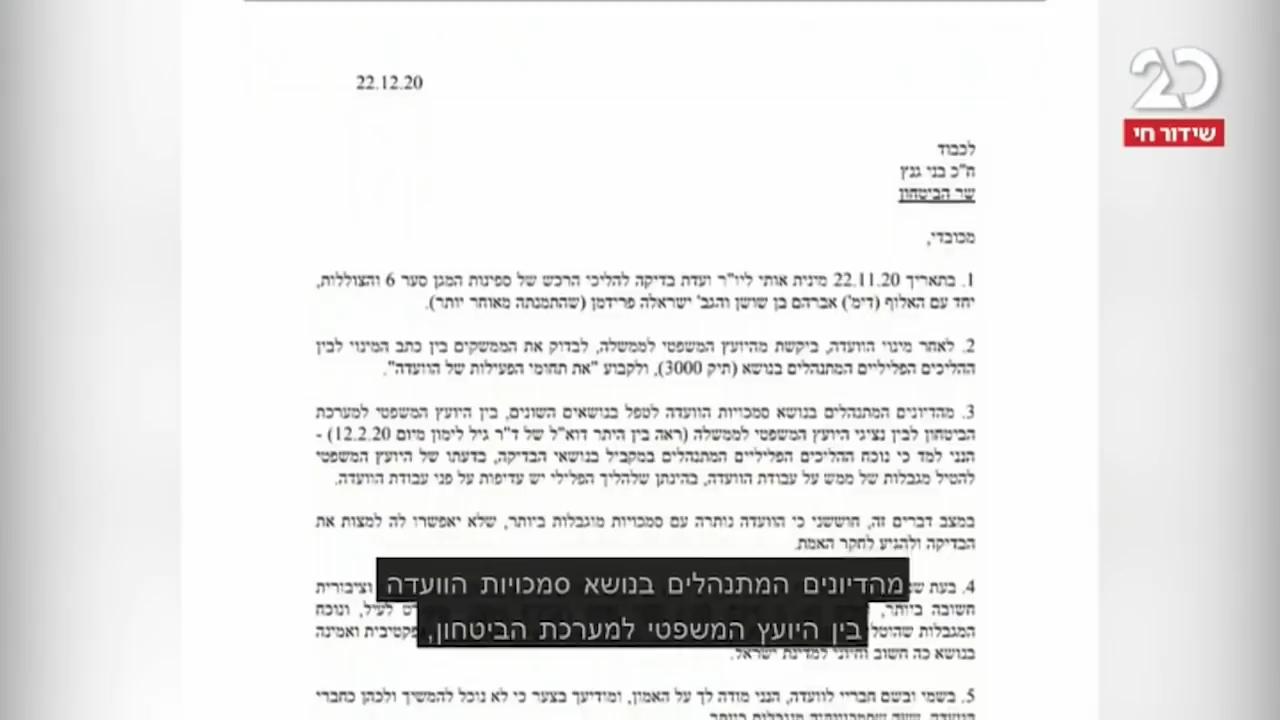 22.12.20
20
שידור חי
לכבוד
ח"כ בני גנץ
שר הביטחון
מכובדי,
1. בתאריך 22.11.20 מינית אותי ליו"ר ועדת בדיקה להליכי הרכש של ספינות המגן סער 6 והצוללות,
יחד עם האלוף (דימ') אברהם בן שושן והגב' ישראלה פרידמן (שהתמנתה מאוחר יותר).
2. לאחר מינוי הוועדה, ביקשת מהיועץ המשפטי לממשלה, לבדוק את הממשקים בין כתב המינוי לבין
ההליכים הפליליים המתנהלים בנושא (תיק 3000), ולקבוע "את תחומי הפעילות של הוועדה".
3. מהדיונים המתנהלים בנושא סמכויות הוועדה לטפל בנושאים השונים, בין היועץ המשפטי למערכת
הביטחון לבין נציגי היועץ המשפטי לממשלה (ראה בין היתר דוא"ל של ד"ר גיל לימון מיום 12.2.20) -
הנני למד כי נוכח ההליכים הפליליים המתנהלים במקביל בנושאי הבדיקה, בדעתו של היועץ המשפטי
להטיל מגבלות של ממש על עבודת הוועדה, בהינתן שלהליך הפלילי יש עדיפות על פני עבודת הוועדה.
במצב דברים זה, חוששני כי הוועדה נותרה עם סמכויות מוגבלות ביותר, שלא יאפשרו לה למצות את
הבדיקה ולהגיע לחקר האמת.
4. בעת וציבורית
חשובה ביותר, לעיל, ונוכח
המגבלות ואמינה
בנושא כה חשוב וחיוני למדינת ישראל.
מהדיונים המתנהלים בנושא סמכויות הוועדה
בין היועץ המשפטי למערכת הביטחון,
5. בשמי ובשם חבריי לוועדה, הנני מודה לך על האמון, ומודיעך בצער כי לא נוכל להמשיך ולכהן כחברי